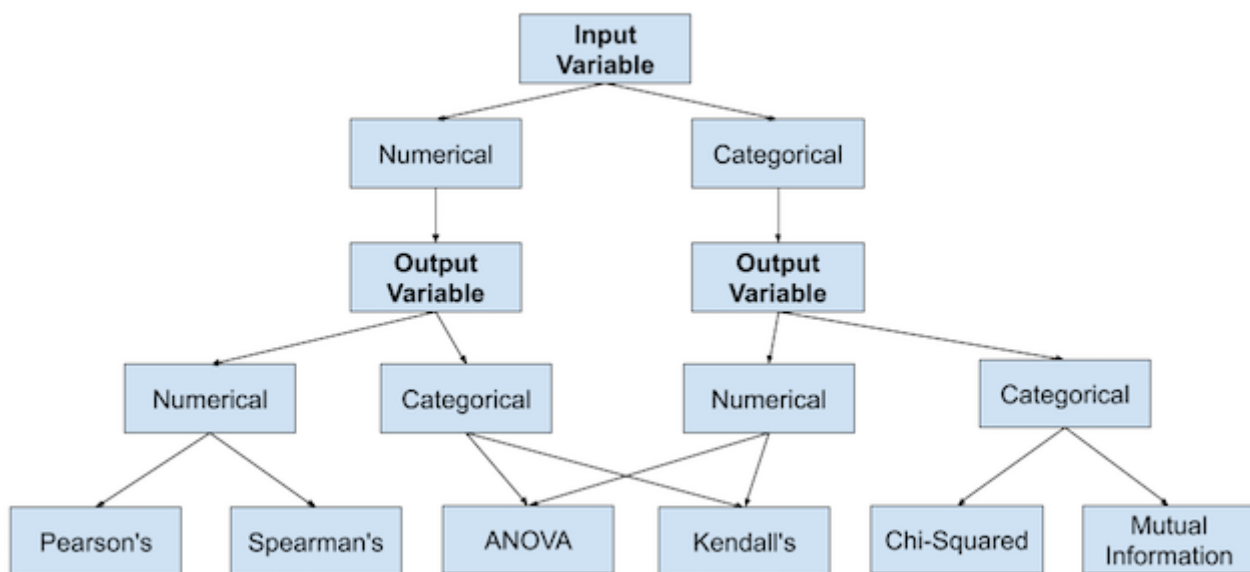 Input
Variable
Numerical
Categorical
Output
Variable
Output
Variable
Numerical
Categorical
Numerical
Categorical
Pearson's
Spearman's
ANOVA
Kendall's
Chi-Squared
Mutual
Information